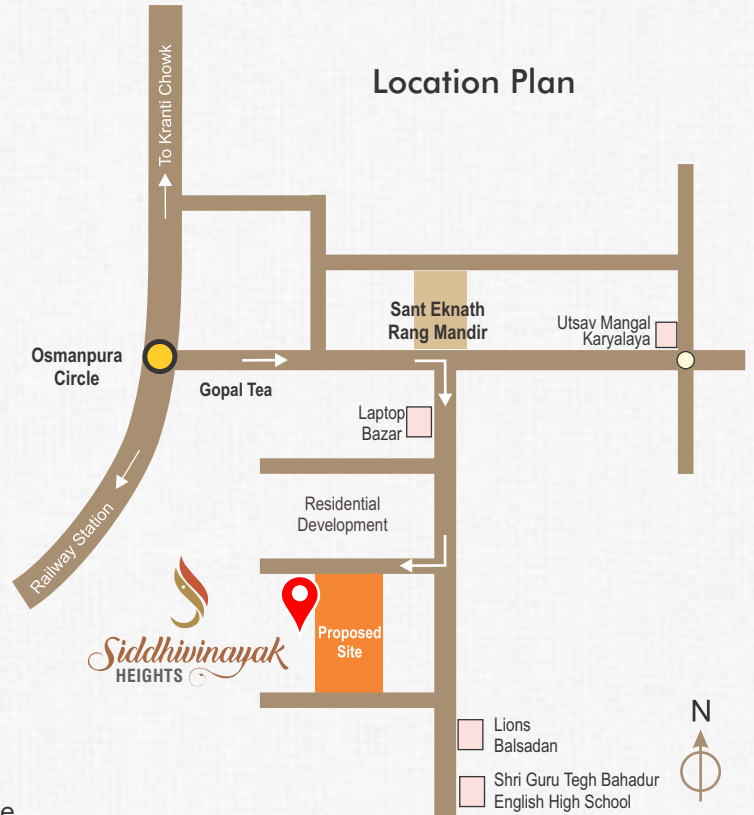 Location Plan
To Kranti Chowk
Sant Eknath
Rang Mandir
Utsav Mangal
Karyalaya
Osmanpura
Circle
Gopal Tea
Laptop
Bazar
Residential
Development
Railway Station
Siddhivinayak
HEIGHTS
Proposed
Site
N
Lions
Balsadan
Shri Guru Tegh Bahadur
English High School
e